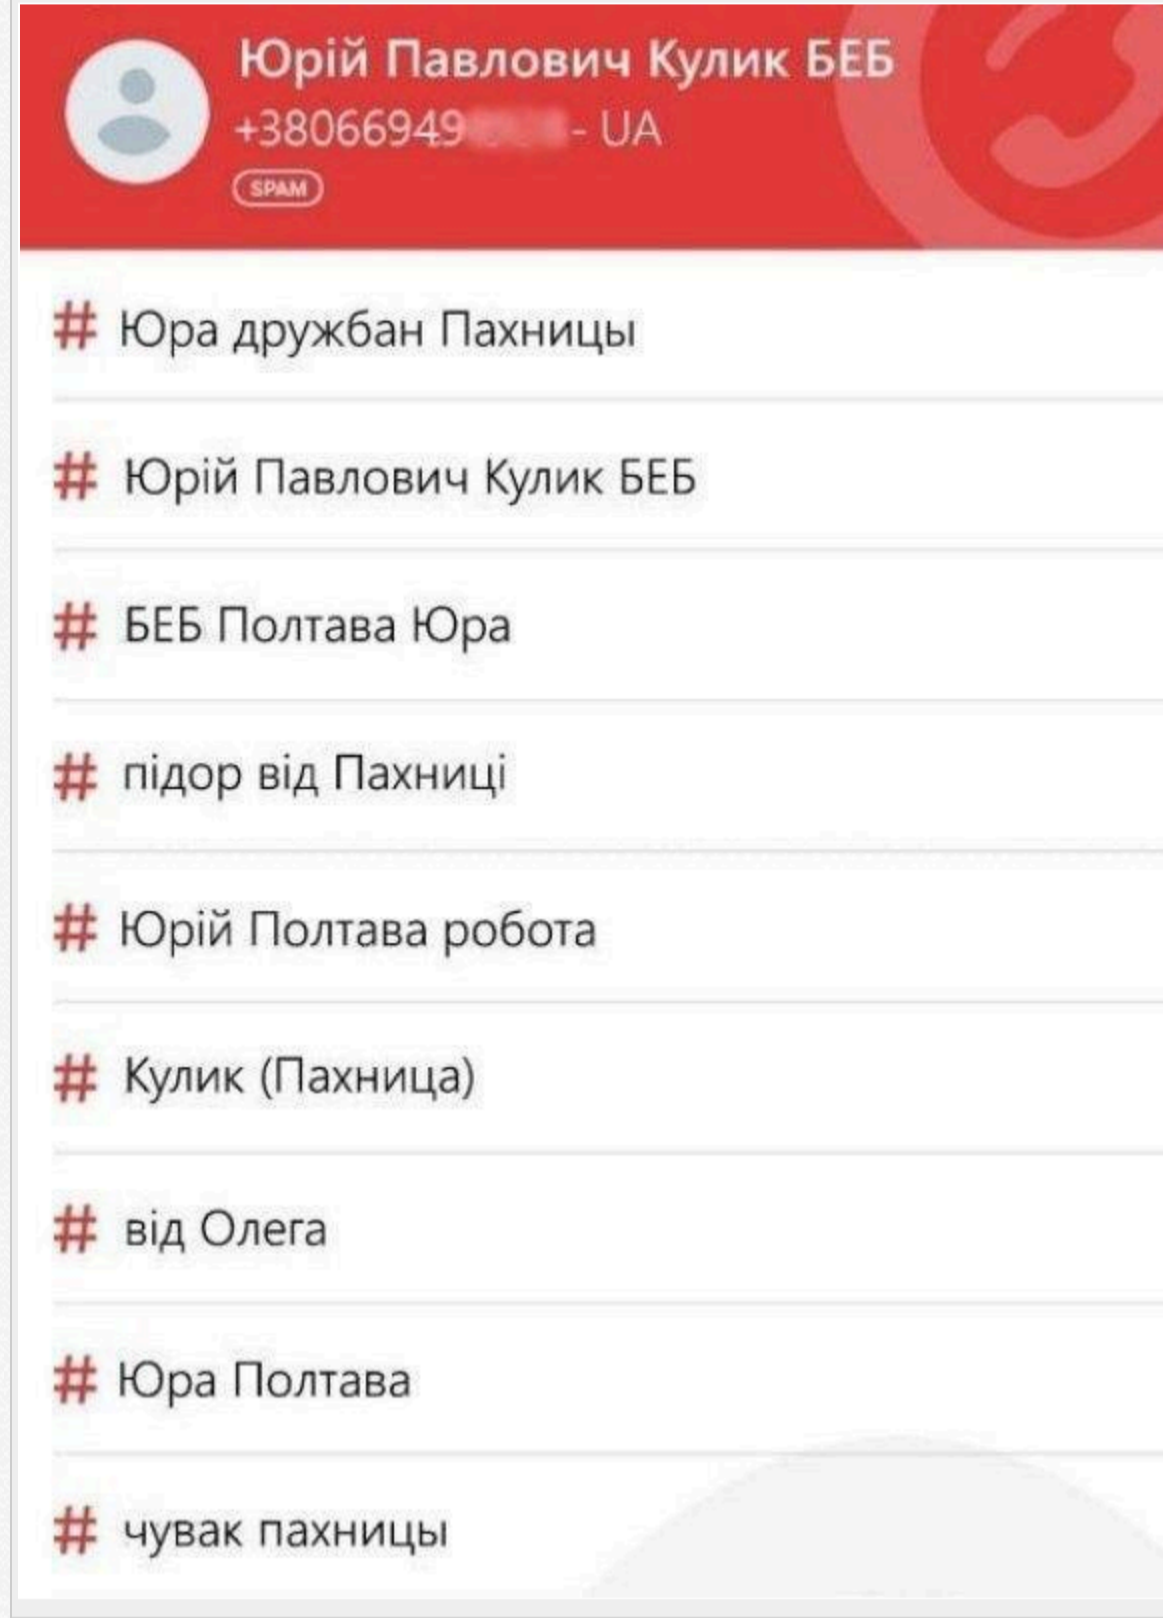 Юрій Павлович Кулик БЕБ
+38066949 - UA
SPAM
# Юра дружбан Пахницы
# Юрій Павлович Кулик БЕБ
# БЕБ Полтава Юра
# підор від Пахниці
# Юрій Полтава робота
# Кулик (Пахница)
# від Олега
# Юра Полтава
# чувак пахницы